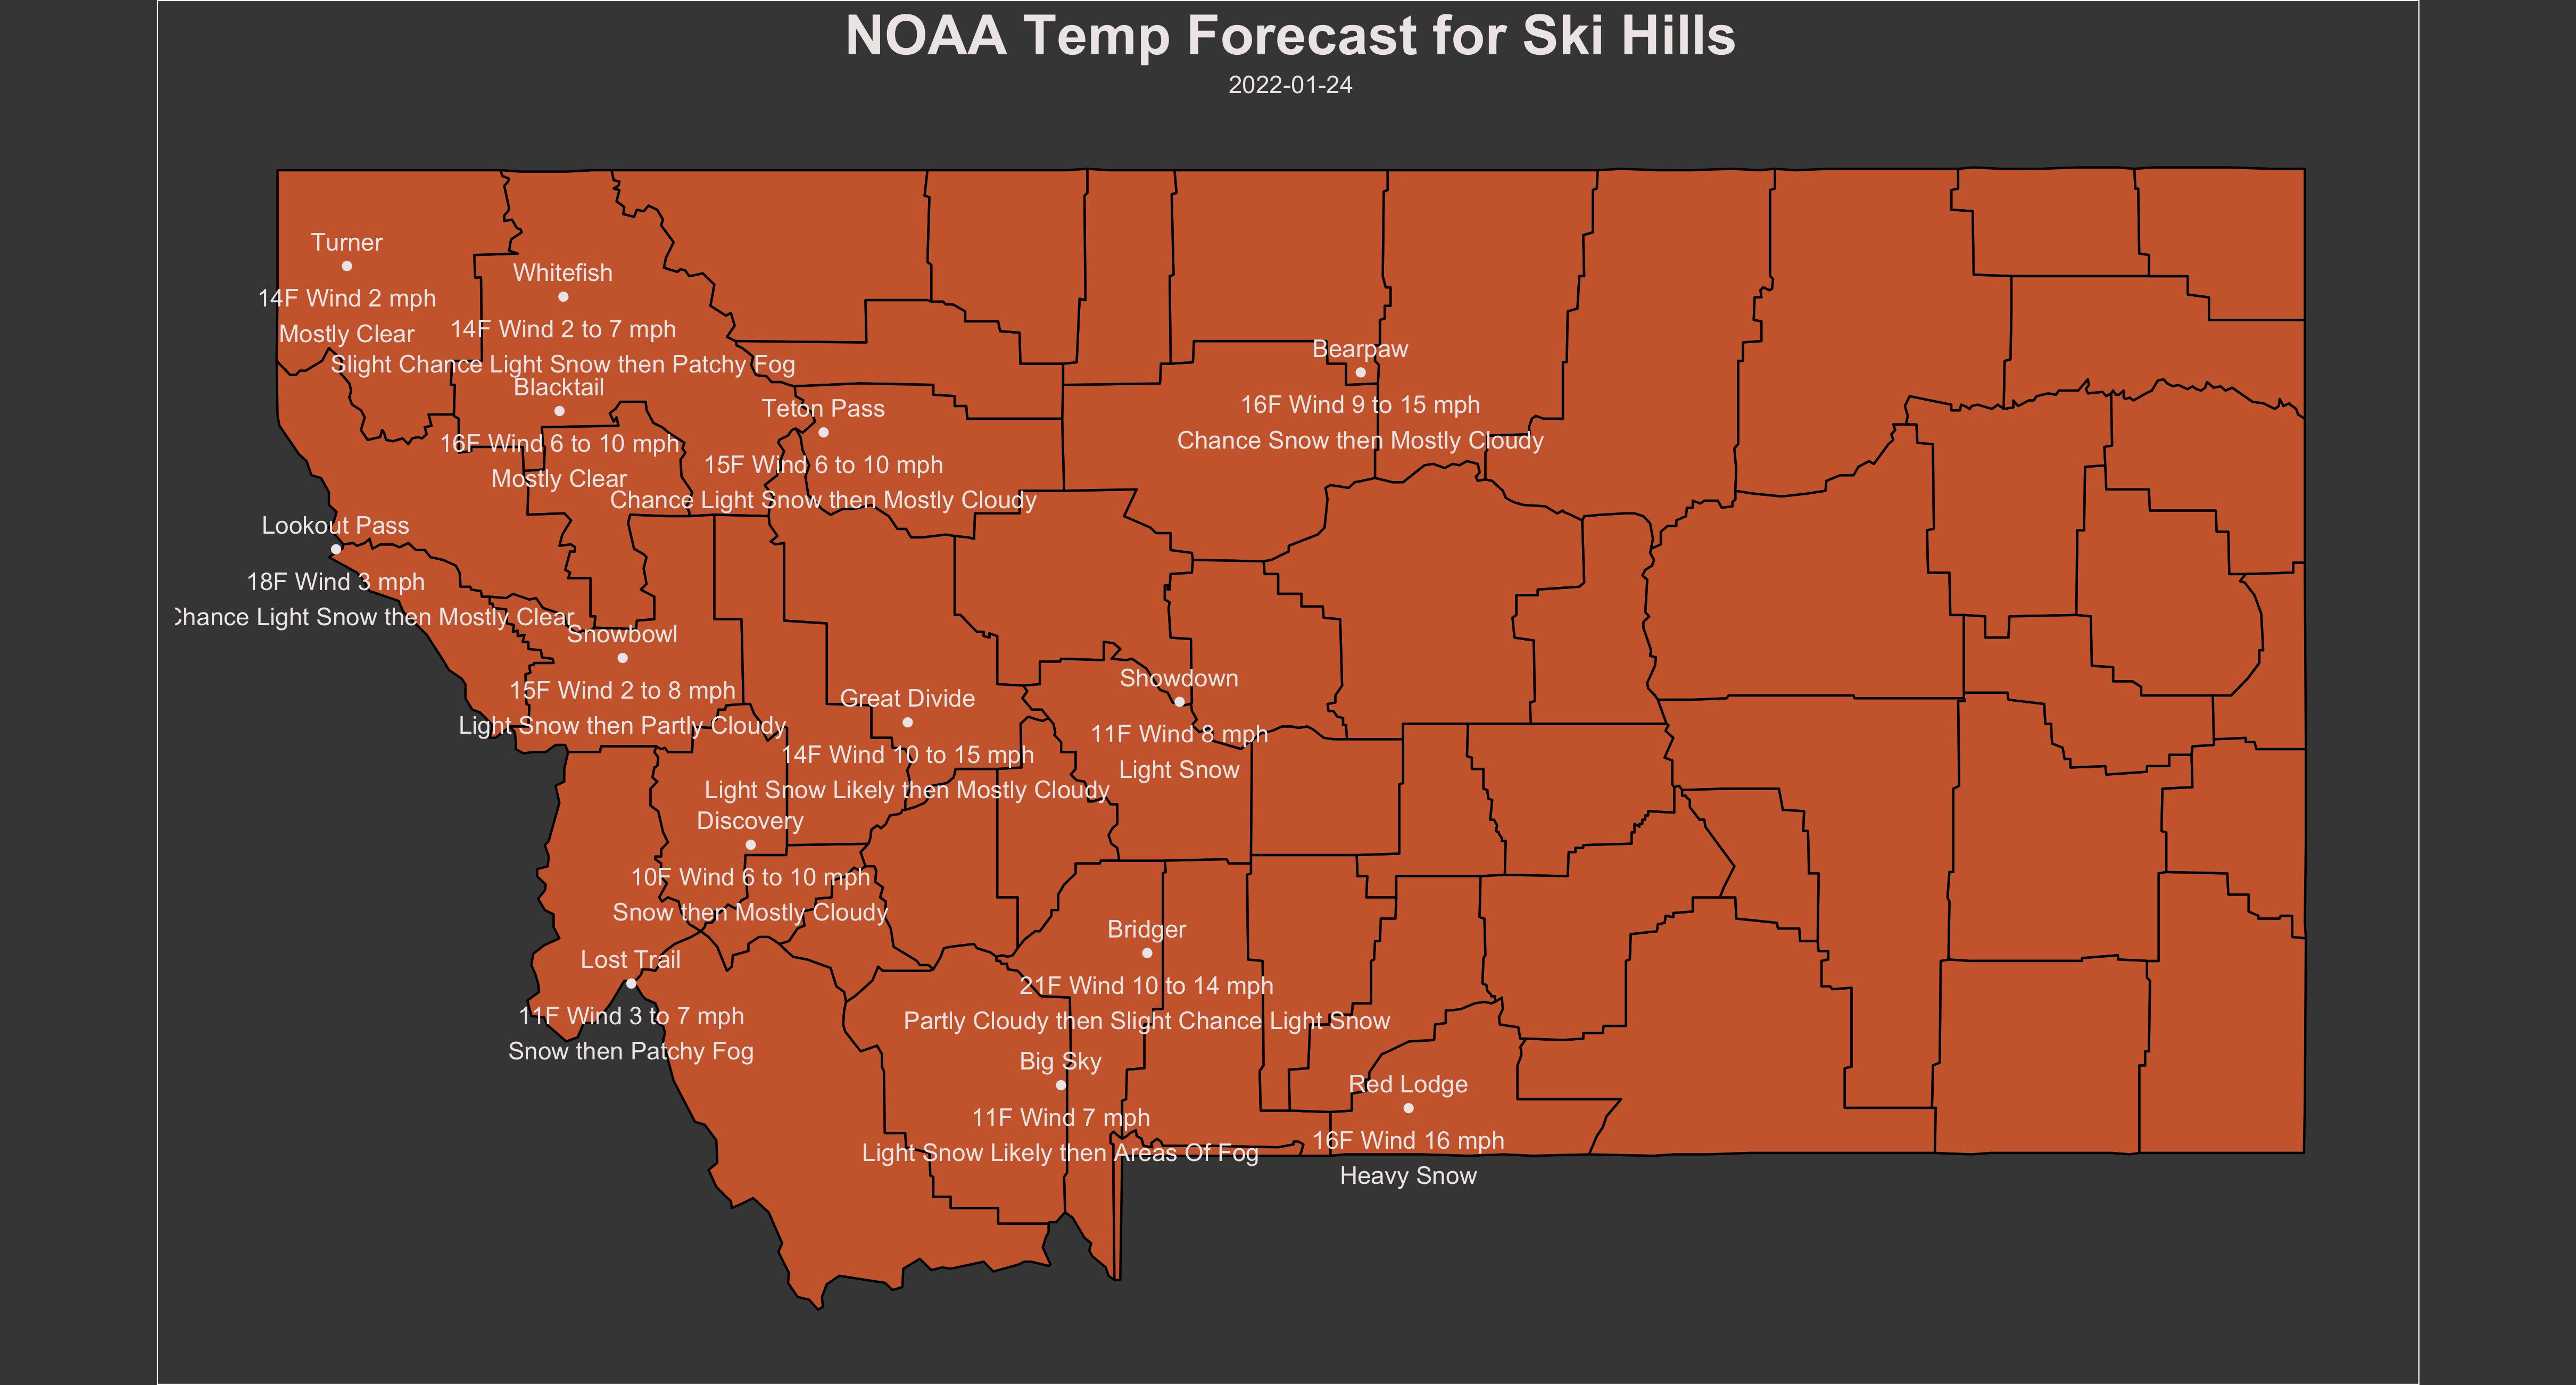 NOAA Temp Forecast for Ski Hills
2022-01-24
Turner
14F Wind 2 mph
Mostly Clear
Whitefish
14F Wind 2 to 7 mph
Slight Chance Light Snow then Patchy Fog
Blacktail
16F Wind 6 to 10 mph
Mostly Clear
Teton Pass
15F Wind 6 to 10 mph
Chance Light Snow then Mostly Cloudy
Bearpaw
16F Wind 9 to 15 mph
Chance Snow then Mostly Cloudy
Lookout Pass
18F Wind 3 mph
Chance Light Snow then Mostly Clear
Snowbowl
15F Wind 2 to 8 mph
Light Snow then Partly Cloudy
Great Divide
14F Wind 10 to 15 mph
Light Snow Likely then Mostly Cloudy
Showdown
11F Wind 8 mph
Light Snow
Discovery
10F Wind 6 to 10 mph
Snow then Mostly Cloudy
Lost Trail
11F Wind 3 to 7 mph
Snow then Patchy Fog
Bridger
21F Wind 10 to 14 mph
Partly Cloudy then Slight Chance Light Snow
Big Sky
11F Wind 7 mph
Light Snow Likely then Areas Of Fog
Red Lodge
16F Wind 16 mph
Heavy Snow